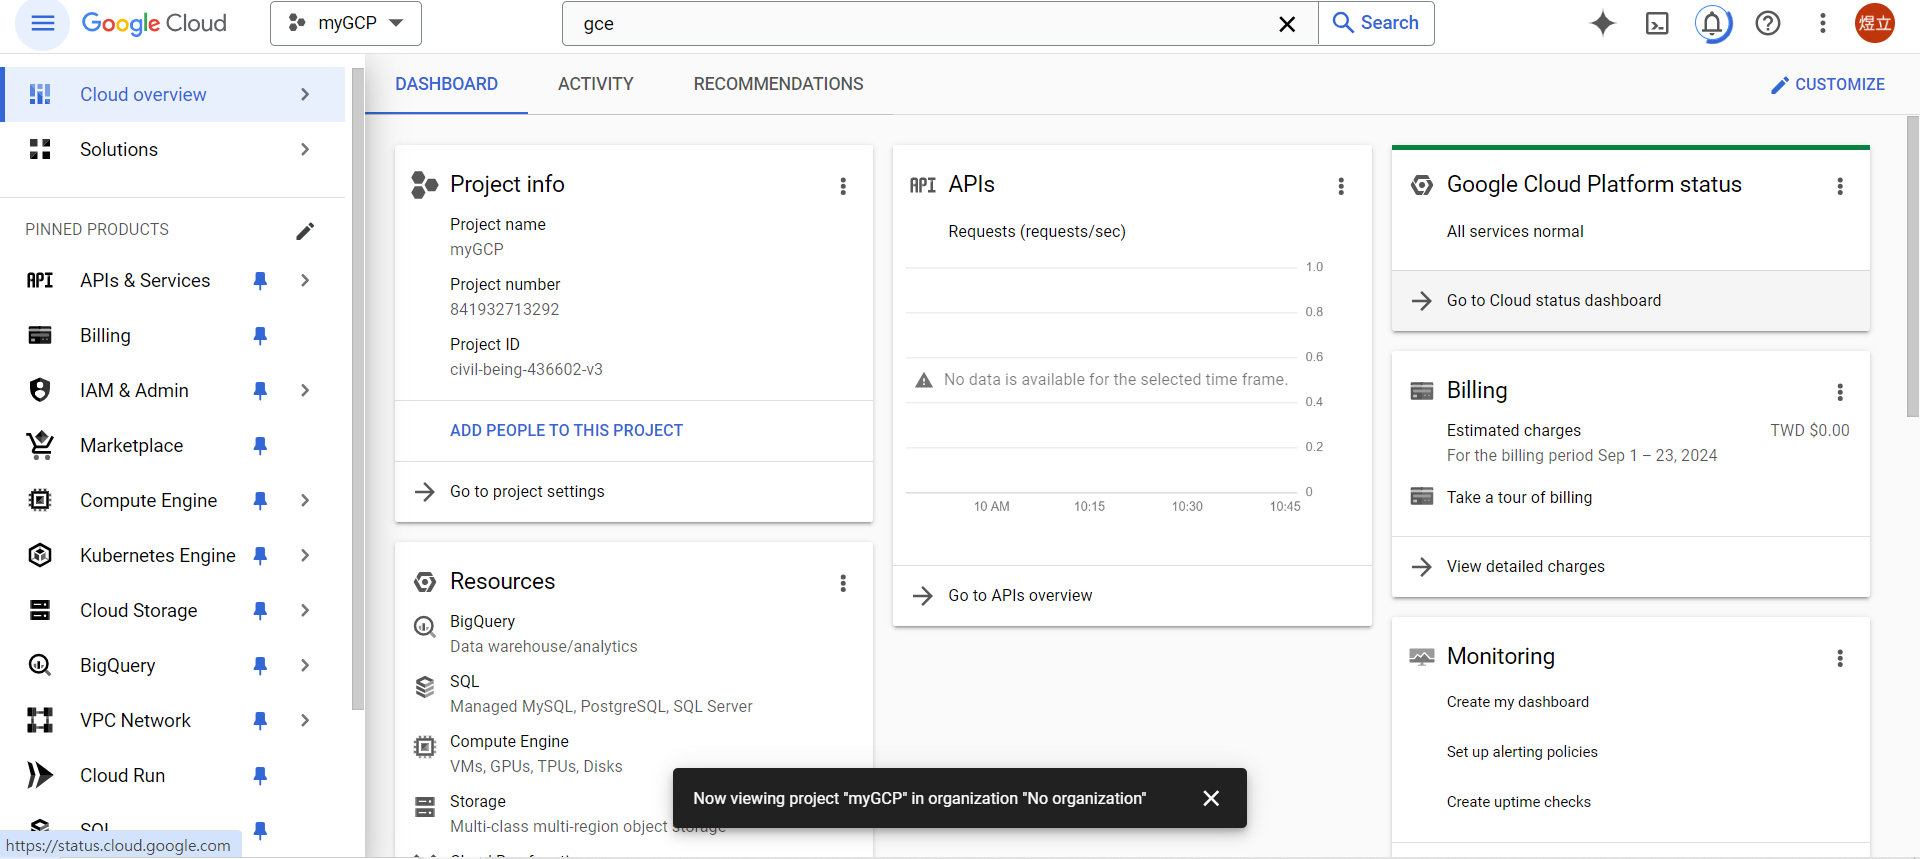 Google Cloud
myGCP
gce
Search
煜立
Cloud overview
Solutions
PINNED PRODUCTS
API APIs & Services
Billing
IAM & Admin
Marketplace
Compute Engine
Kubernetes Engine
Cloud Storage
BigQuery
VPC Network
Cloud Run
SQL
https://status.cloud.google.com
DASHBOARD
ACTIVITY
RECOMMENDATIONS
CUSTOMIZE
Project info
Project name
myGCP
Project number
841932713292
Project ID
civil-being-436602-v3
ADD PEOPLE TO THIS PROJECT
Go to project settings
Resources
BigQuery
Data warehouse/analytics
SQL
Managed MySQL, PostgreSQL, SQL Server
Compute Engine
VMs, GPUs, TPUs, Disks
Storage
Multi-class multi-region object storage
API APIs
Requests (requests/sec)
1.0
0.8
0.6
No data is available for the selected time frame.
0.4
0.2
0
10 AM 10:15 10:30 10:45
Go to APIs overview
Google Cloud Platform status
All services normal
Go to Cloud status dashboard
Billing
Estimated charges TWD $0.00
For the billing period Sep 1 – 23, 2024
Take a tour of billing
View detailed charges
Monitoring
Create my dashboard
Set up alerting policies
Create uptime checks
Now viewing project "myGCP" in organization "No organization"